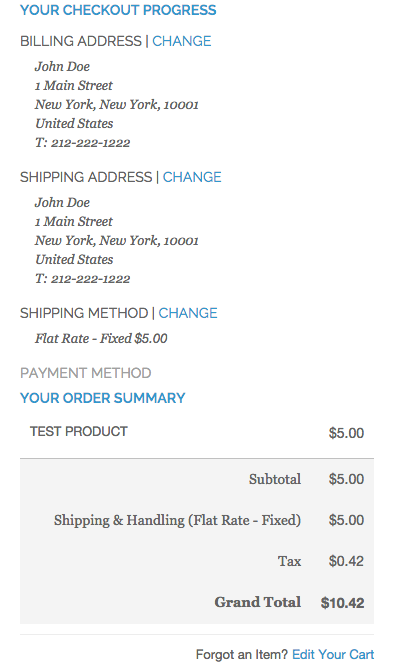 YOUR CHECKOUT PROGRESS
BILLING ADDRESS | CHANGE
John Doe
1 Main Street
New York, New York, 10001
United States
T: 212-222-1222
SHIPPING ADDRESS | CHANGE
John Doe
1 Main Street
New York, New York, 10001
United States
T: 212-222-1222
SHIPPING METHOD | CHANGE
Flat Rate - Fixed $5.00
PAYMENT METHOD
YOUR ORDER SUMMARY
TEST PRODUCT $5.00
Subtotal $5.00
Shipping & Handling (Flat Rate - Fixed) $5.00
Tax $0.42
Grand Total $10.42
Forgot an Item? Edit Your Cart